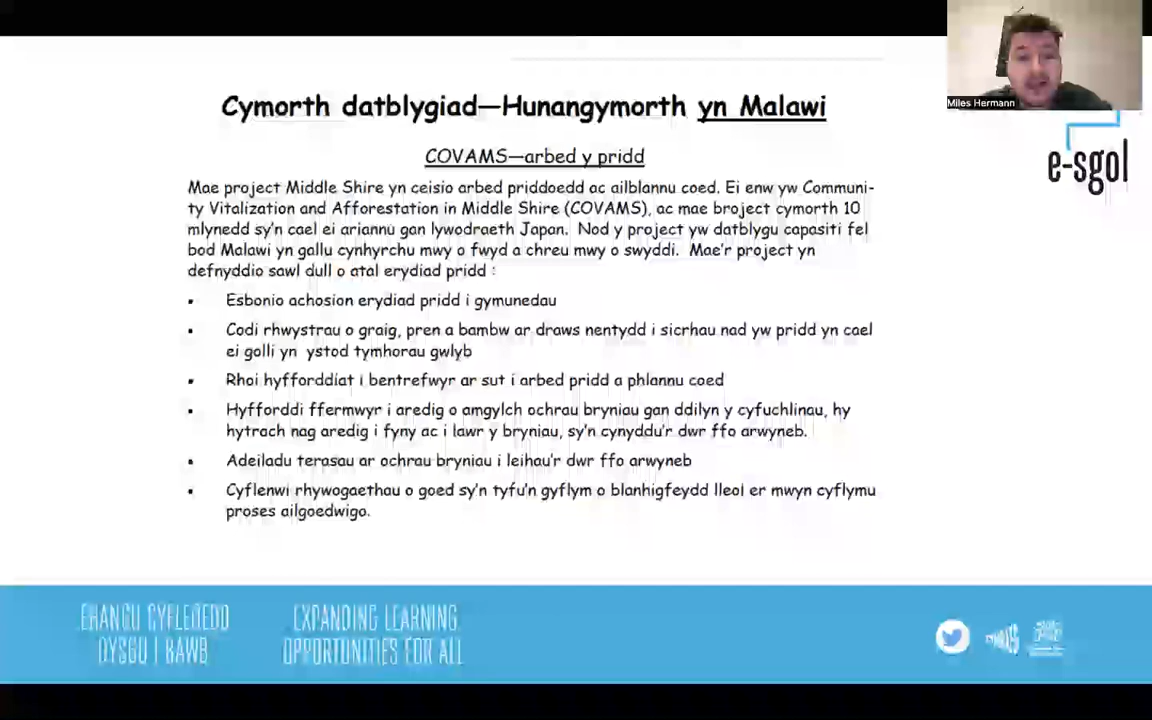 Miles Hermann
Cymorth datblygiad—Hunangymorth yn Malawi
e-sgol
COVAMS—arbed y pridd
Mae project Middle Shire yn ceisio arbed priddoedd ac ailblannu coed. Ei enw yw Communi-
ty Vitalization and Afforestation in Middle Shire (COVAMS), ac mae broject cymorth 10
mlynedd sy'n cael ei ariannu gan lywodraeth Japan. Nod y project yw datblygu capasiti fel
bod Malawi yn gallu cynhyrchu mwy o fwyd a chreu mwy o swyddi. Mae'r project yn
defnyddio sawl dull o atal erydiad pridd :
▪ Esbonio achosion erydiad pridd i gymunedau
▪ Codi rhwystrau o graig, pren a bambw ar draws nentydd i sicrhau nad yw pridd yn cael
ei golli yn ystod tymhorau gwlyb
▪ Rhoi hyfforddiat i bentrefwyr ar sut i arbed pridd a phlannu coed
▪ Hyfforddi ffermwyr i aredig o amgylch ochrau bryniau gan ddilyn y cyfuchlinau, hy
hytrach nag aredig i fyny ac i lawr y bryniau, sy'n cynyddu'r dwr ffo arwyneb.
▪ Adeiladu terasau ar ochrau bryniau i leihau'r dwr ffo arwyneb
▪ Cyflenwi rhywogaethau o goed sy'n tyfu'n gyflym o blanhigfeydd lleol er mwyn cyflymu
proses ailgoedwigo.
EHANGU CYFLEOEDD
DYSGU I BAWB
EXPANDING LEARNING
OPPORTUNITIES FOR ALL